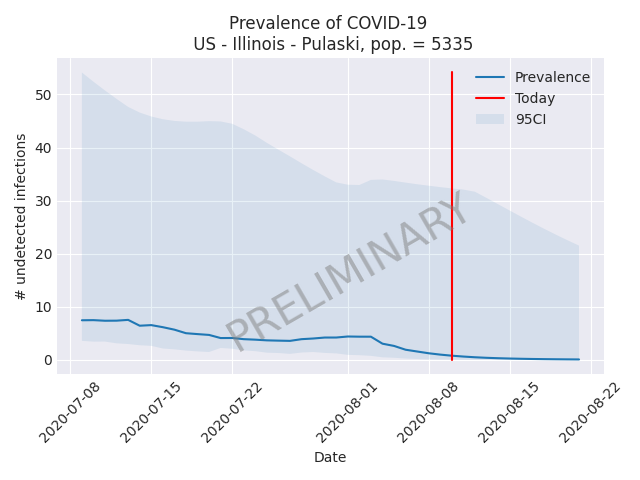 Prevalence of COVID-19
US - Illinois - Pulaski, pop. = 5335
# undetected infections
50
40
30
20
10
0
Prevalence
Today
95CI
PRELIMINARY
2020-07-08
2020-07-15
2020-07-22
2020-08-01
2020-08-08
2020-08-15
2020-08-22
Date